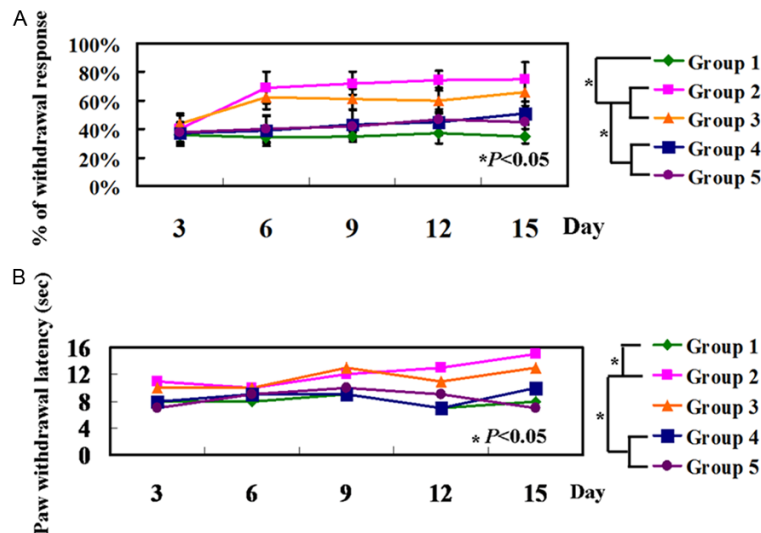 A
% of withdrawal response
100%
80%
60%
40%
20%
0%
*P<0.05
3 6 9 12 15 Day
*
*
Group 1
Group 2
Group 3
Group 4
Group 5
B
Paw withdrawal latency (sec)
16
12
8
4
0
* P<0.05
3 6 9 12 15 Day
*
*
Group 1
Group 2
Group 3
Group 4
Group 5